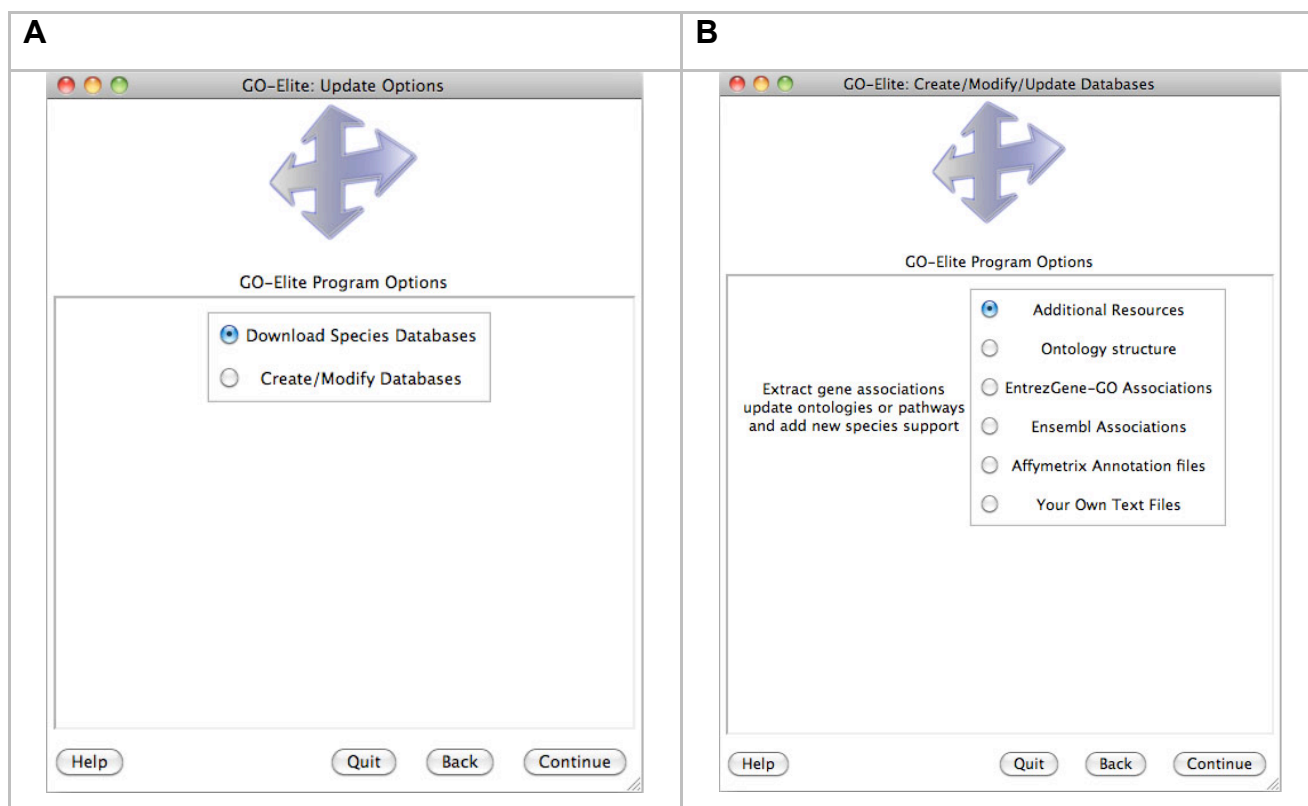 A
B
GO-Elite: Update Options
GO-Elite Program Options
Download Species Databases
Create/Modify Databases
Help
Quit
Back
Continue
GO-Elite: Create/Modify/Update Databases
GO-Elite Program Options
Extract gene associations
update ontologies or pathways
and add new species support
Additional Resources
Ontology structure
EntrezGene-GO Associations
Ensembl Associations
Affymetrix Annotation files
Your Own Text Files
Help
Quit
Back
Continue